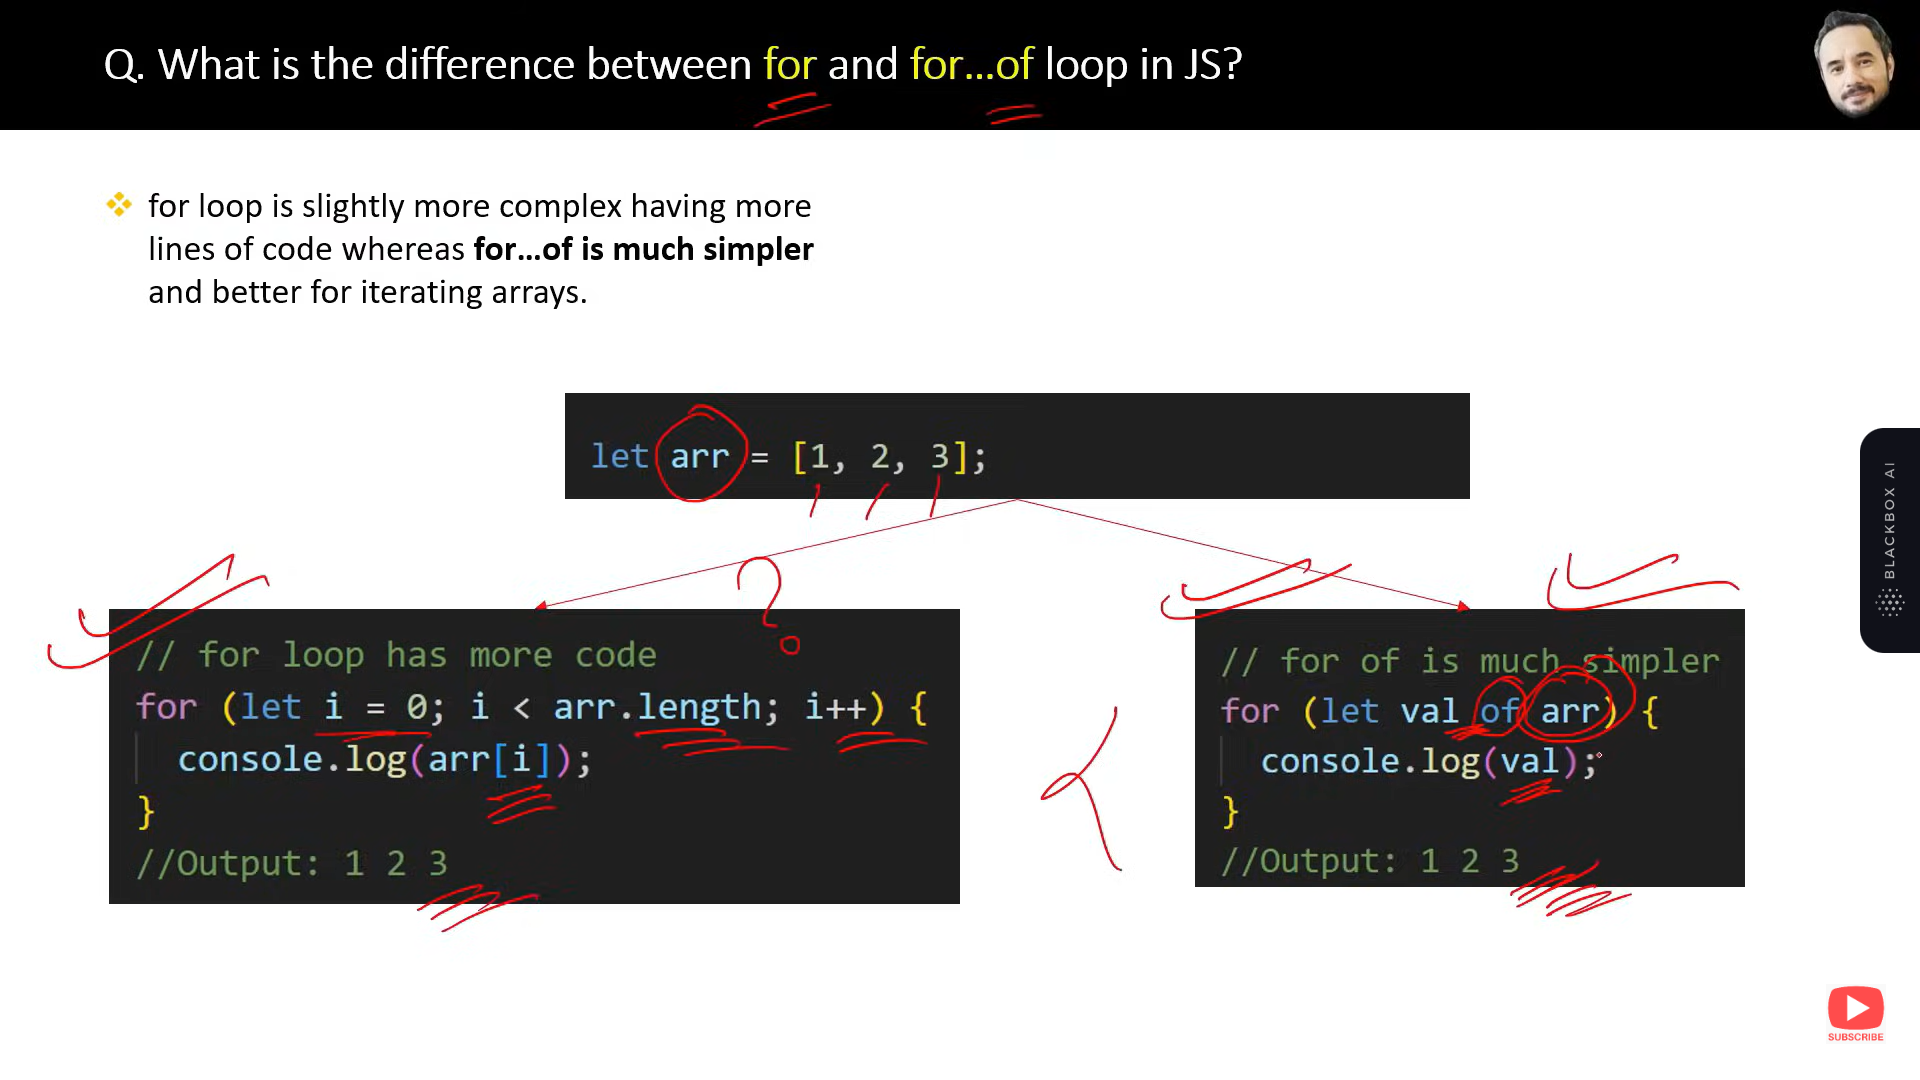 Q. What is the difference between for and for...of loop in JS?
for loop is slightly more complex having more
lines of code whereas for...of is much simpler
and better for iterating arrays.
let arr = [1, 2, 3];
// for loop has more code
for (let i = 0; i < arr.length; i++) {
console.log(arr[i]);
}
//Output: 1 2 3
?
// for of is much simpler
for (let val of arr) {
console.log(val);
}
//Output: 1 2 3
BLACKBOX AI
SUBSCRIBE